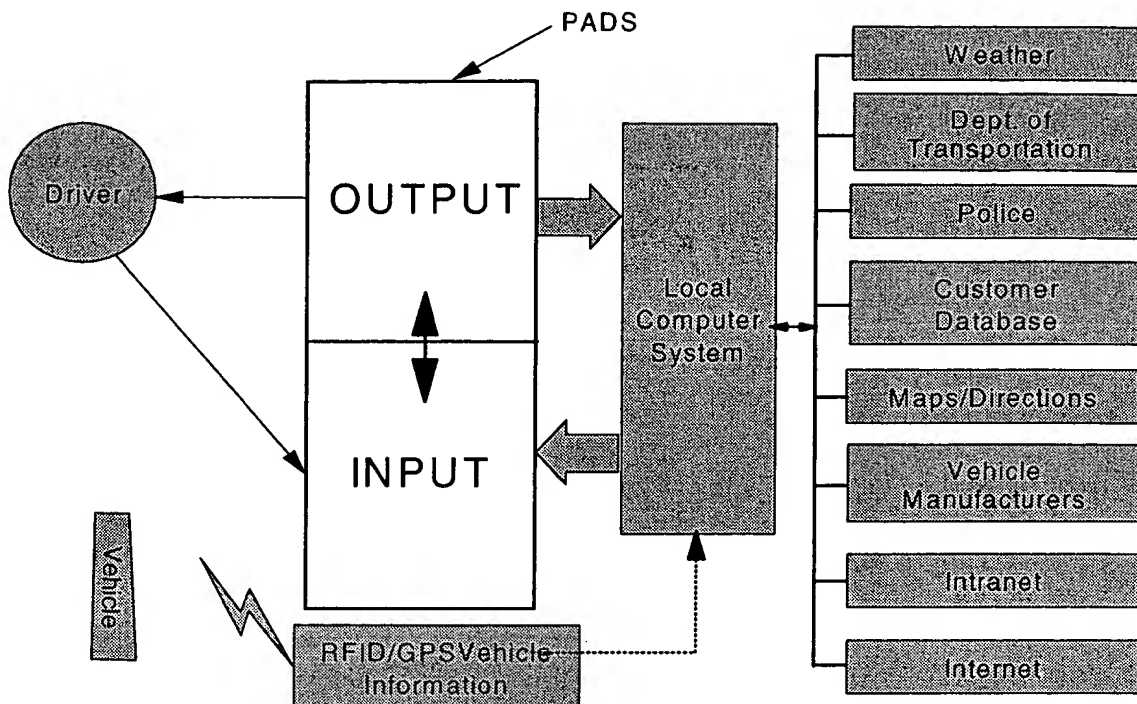 PADS
Driver
OUTPUT
INPUT
Local
Computer
System
Weather
Dept. of
Transportation
Police
Customer
Database
Maps/Directions
Vehicle
Manufacturers
Intranet
Internet
Vehicle
RFID/GPSVehicle
Information